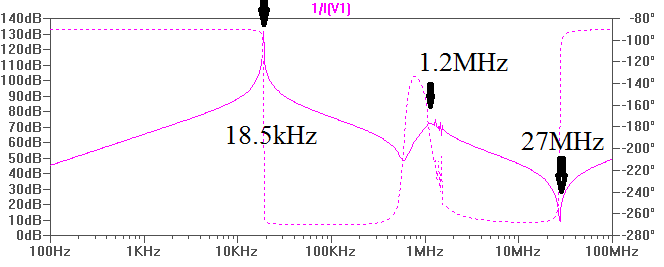 1/I(V1)
140dB -80°
130dB
120dB -100°
110dB
100dB -120°
90dB 1.2MHz -140°
80dB
70dB -160°
60dB 18.5kHz 27MHz -180°
50dB -200°
40dB
30dB -220°
20dB -240°
10dB -260°
0dB -280°
100Hz 1KHz 10KHz 100KHz 1MHz 10MHz 100MHz